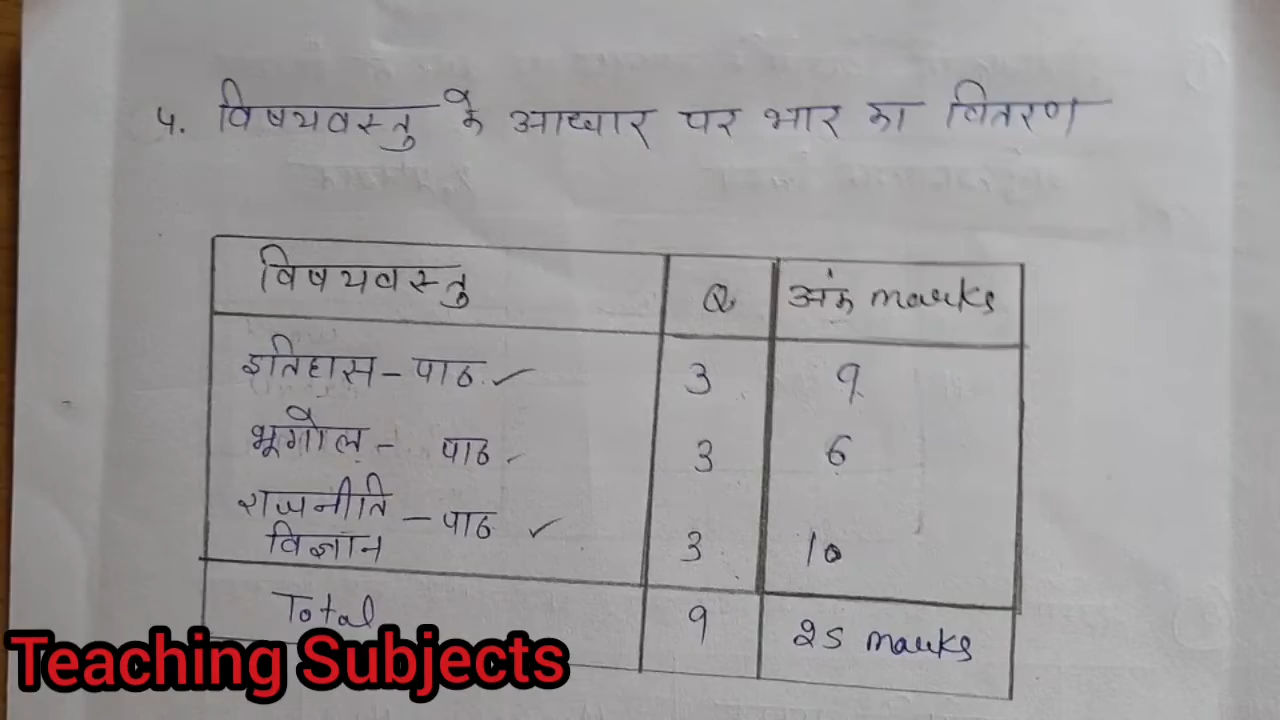 ५. विषयवस्तु के आधार पर भार का वितरण
विषयवस्तु Q अंक marks
इतिहास - पाठ 3 9
भूगोल - पाठ 3 6
राजनीति विज्ञान - पाठ 3 10
Total 9 25 marks
Teaching Subjects